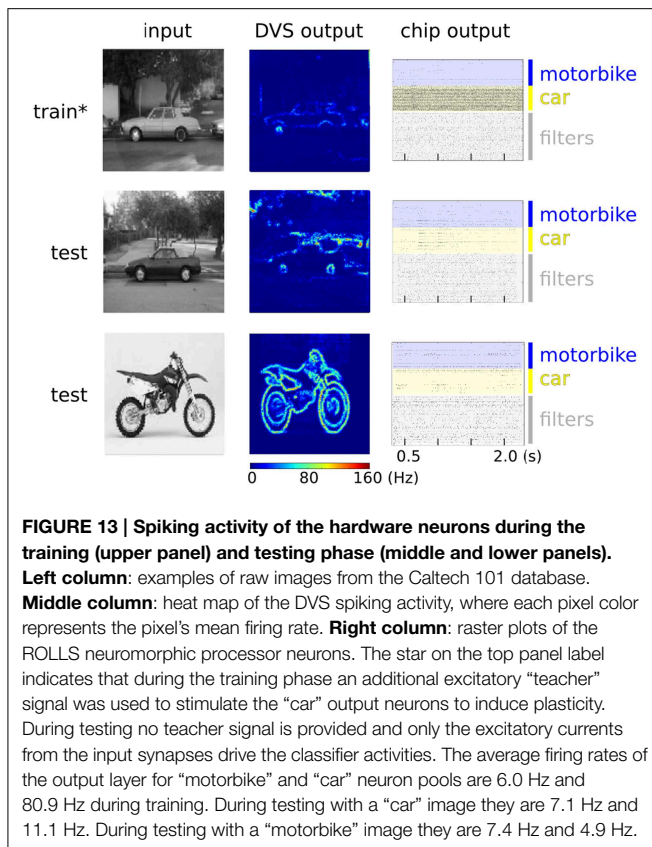 input DVS output chip output
train*
motorbike
car
filters
test
motorbike
car
filters
test
motorbike
car
filters
0.5 2.0 (s)
0 80 160 (Hz)
FIGURE 13 | Spiking activity of the hardware neurons during the
training (upper panel) and testing phase (middle and lower panels).
Left column: examples of raw images from the Caltech 101 database.
Middle column: heat map of the DVS spiking activity, where each pixel color
represents the pixel's mean firing rate. Right column: raster plots of the
ROLLS neuromorphic processor neurons. The star on the top panel label
indicates that during the training phase an additional excitatory “teacher”
signal was used to stimulate the “car” output neurons to induce plasticity.
During testing no teacher signal is provided and only the excitatory currents
from the input synapses drive the classifier activities. The average firing rates
of the output layer for “motorbike” and “car” neuron pools are 6.0 Hz and
80.9 Hz during training. During testing with a “car” image they are 7.1 Hz and
11.1 Hz. During testing with a “motorbike” image they are 7.4 Hz and 4.9 Hz.